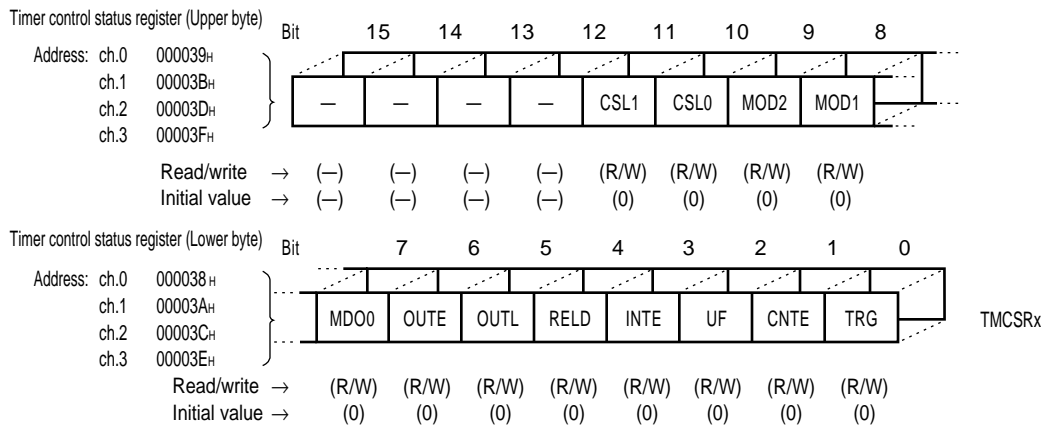 Timer control status register (Upper byte)
Bit 15 14 13 12 11 10 9 8
Address: ch.0 000039H
ch.1 00003BH
ch.2 00003DH
ch.3 00003FH
— — — — CSL1 CSL0 MOD2 MOD1
Read/write → (—) (—) (—) (—) (R/W) (R/W) (R/W) (R/W)
Initial value → (—) (—) (—) (—) (0) (0) (0) (0)
Timer control status register (Lower byte)
Bit 7 6 5 4 3 2 1 0
Address: ch.0 000038H
ch.1 00003AH
ch.2 00003CH
ch.3 00003EH
MDO0 OUTE OUTL RELD INTE UF CNTE TRG TMCSRx
Read/write → (R/W) (R/W) (R/W) (R/W) (R/W) (R/W) (R/W) (R/W)
Initial value → (0) (0) (0) (0) (0) (0) (0) (0)